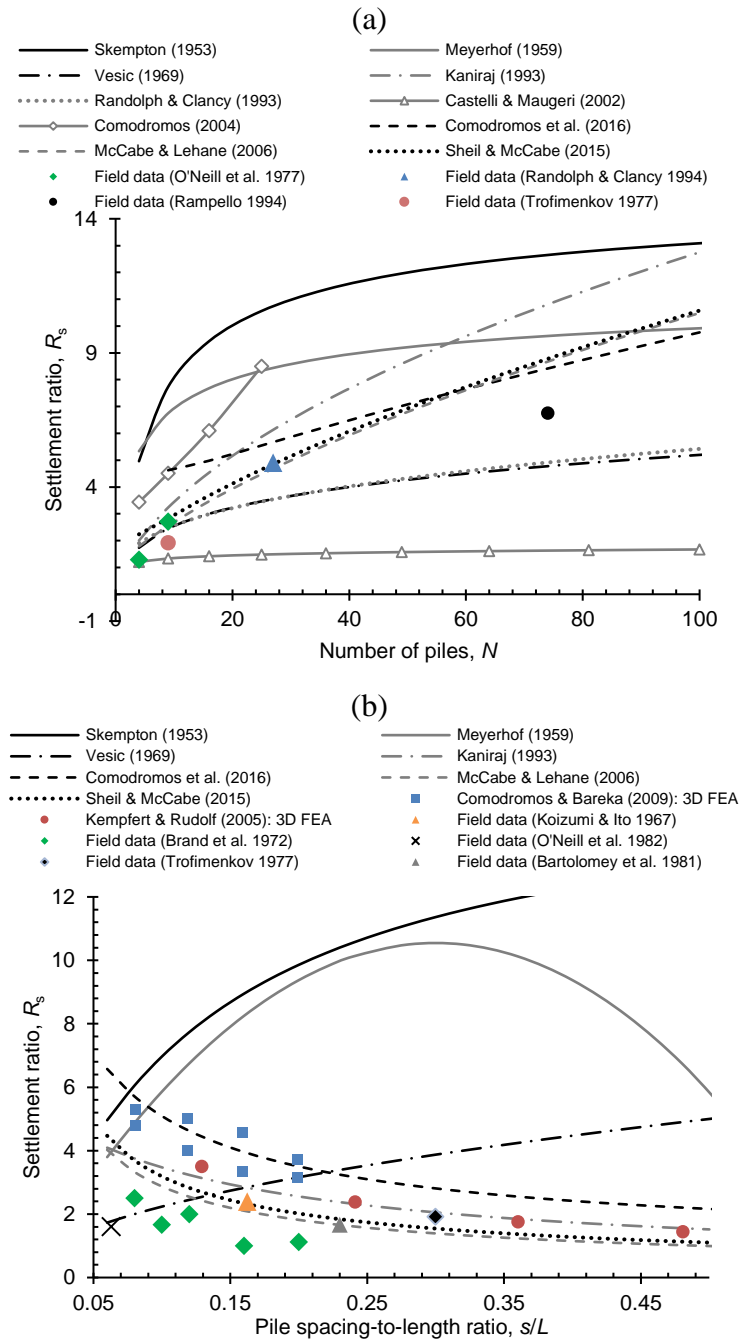 (a)
Skempton (1953) Meyerhof (1959)
Vesic (1969) Kaniraj (1993)
Randolph & Clancy (1993) Castelli & Maugeri (2002)
Comodromos (2004) Comodromos et al. (2016)
McCabe & Lehane (2006) Sheil & McCabe (2015)
Field data (O'Neill et al. 1977) Field data (Randolph & Clancy 1994)
Field data (Rampello 1994) Field data (Trofimenkov 1977)
14
9
4
-1
Settlement ratio, Rs
0 20 40 60 80 100
Number of piles, N
(b)
Skempton (1953) Meyerhof (1959)
Vesic (1969) Kaniraj (1993)
Comodromos et al. (2016) McCabe & Lehane (2006)
Sheil & McCabe (2015) Comodromos & Bareka (2009): 3D FEA
Kempfert & Rudolf (2005): 3D FEA Field data (Koizumi & Ito 1967)
Field data (Brand et al. 1972) Field data (O'Neill et al. 1982)
Field data (Trofimenkov 1977) Field data (Bartolomey et al. 1981)
12
10
8
6
4
2
0
Settlement ratio, Rs
0.05 0.15 0.25 0.35 0.45
Pile spacing-to-length ratio, s/L